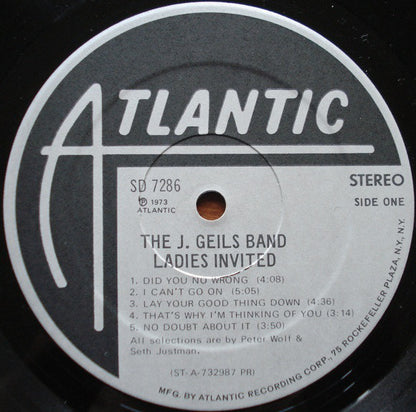 ATLANTIC
SD 7286
℗ 1973
ATLANTIC
STEREO
SIDE ONE
THE J. GEILS BAND
LADIES INVITED
1. DID YOU NO WRONG (4:08)
2. I CAN'T GO ON (5:05)
3. LAY YOUR GOOD THING DOWN (4:36)
4. THAT'S WHY I'M THINKING OF YOU (3:14)
5. NO DOUBT ABOUT IT (3:50)
All selections are by Peter Wolf &
Seth Justman.
(ST-A-732987 PR)
MFG. BY ATLANTIC RECORDING CORP., 75 ROCKEFELLER PLAZA, N.Y., N.Y.